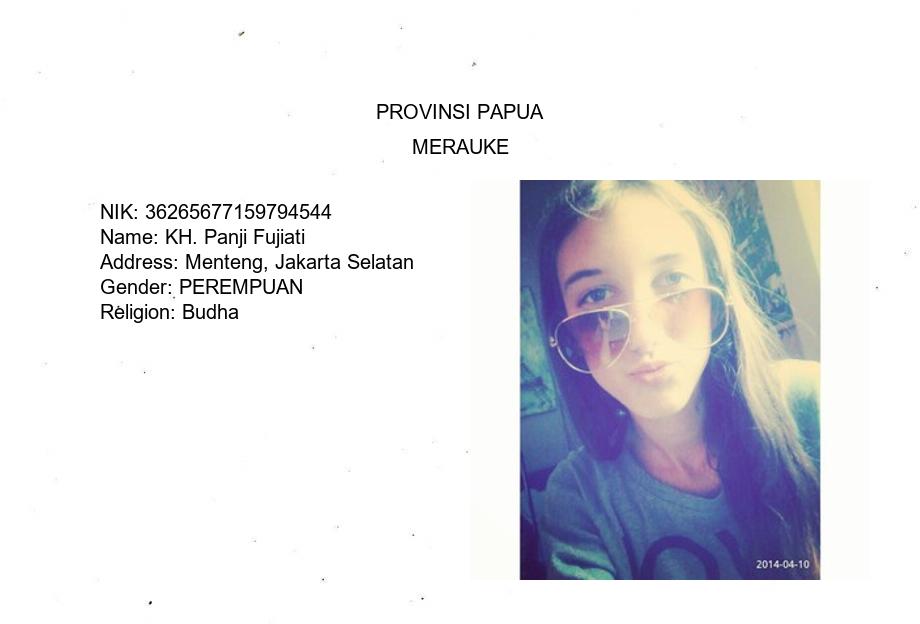 PROVINSI PAPUA
MERAUKE
NIK: 36265677159794544
Name: KH. Panji Fujiati
Address: Menteng, Jakarta Selatan
Gender: PEREMPUAN
Religion: Budha
2014-04-10